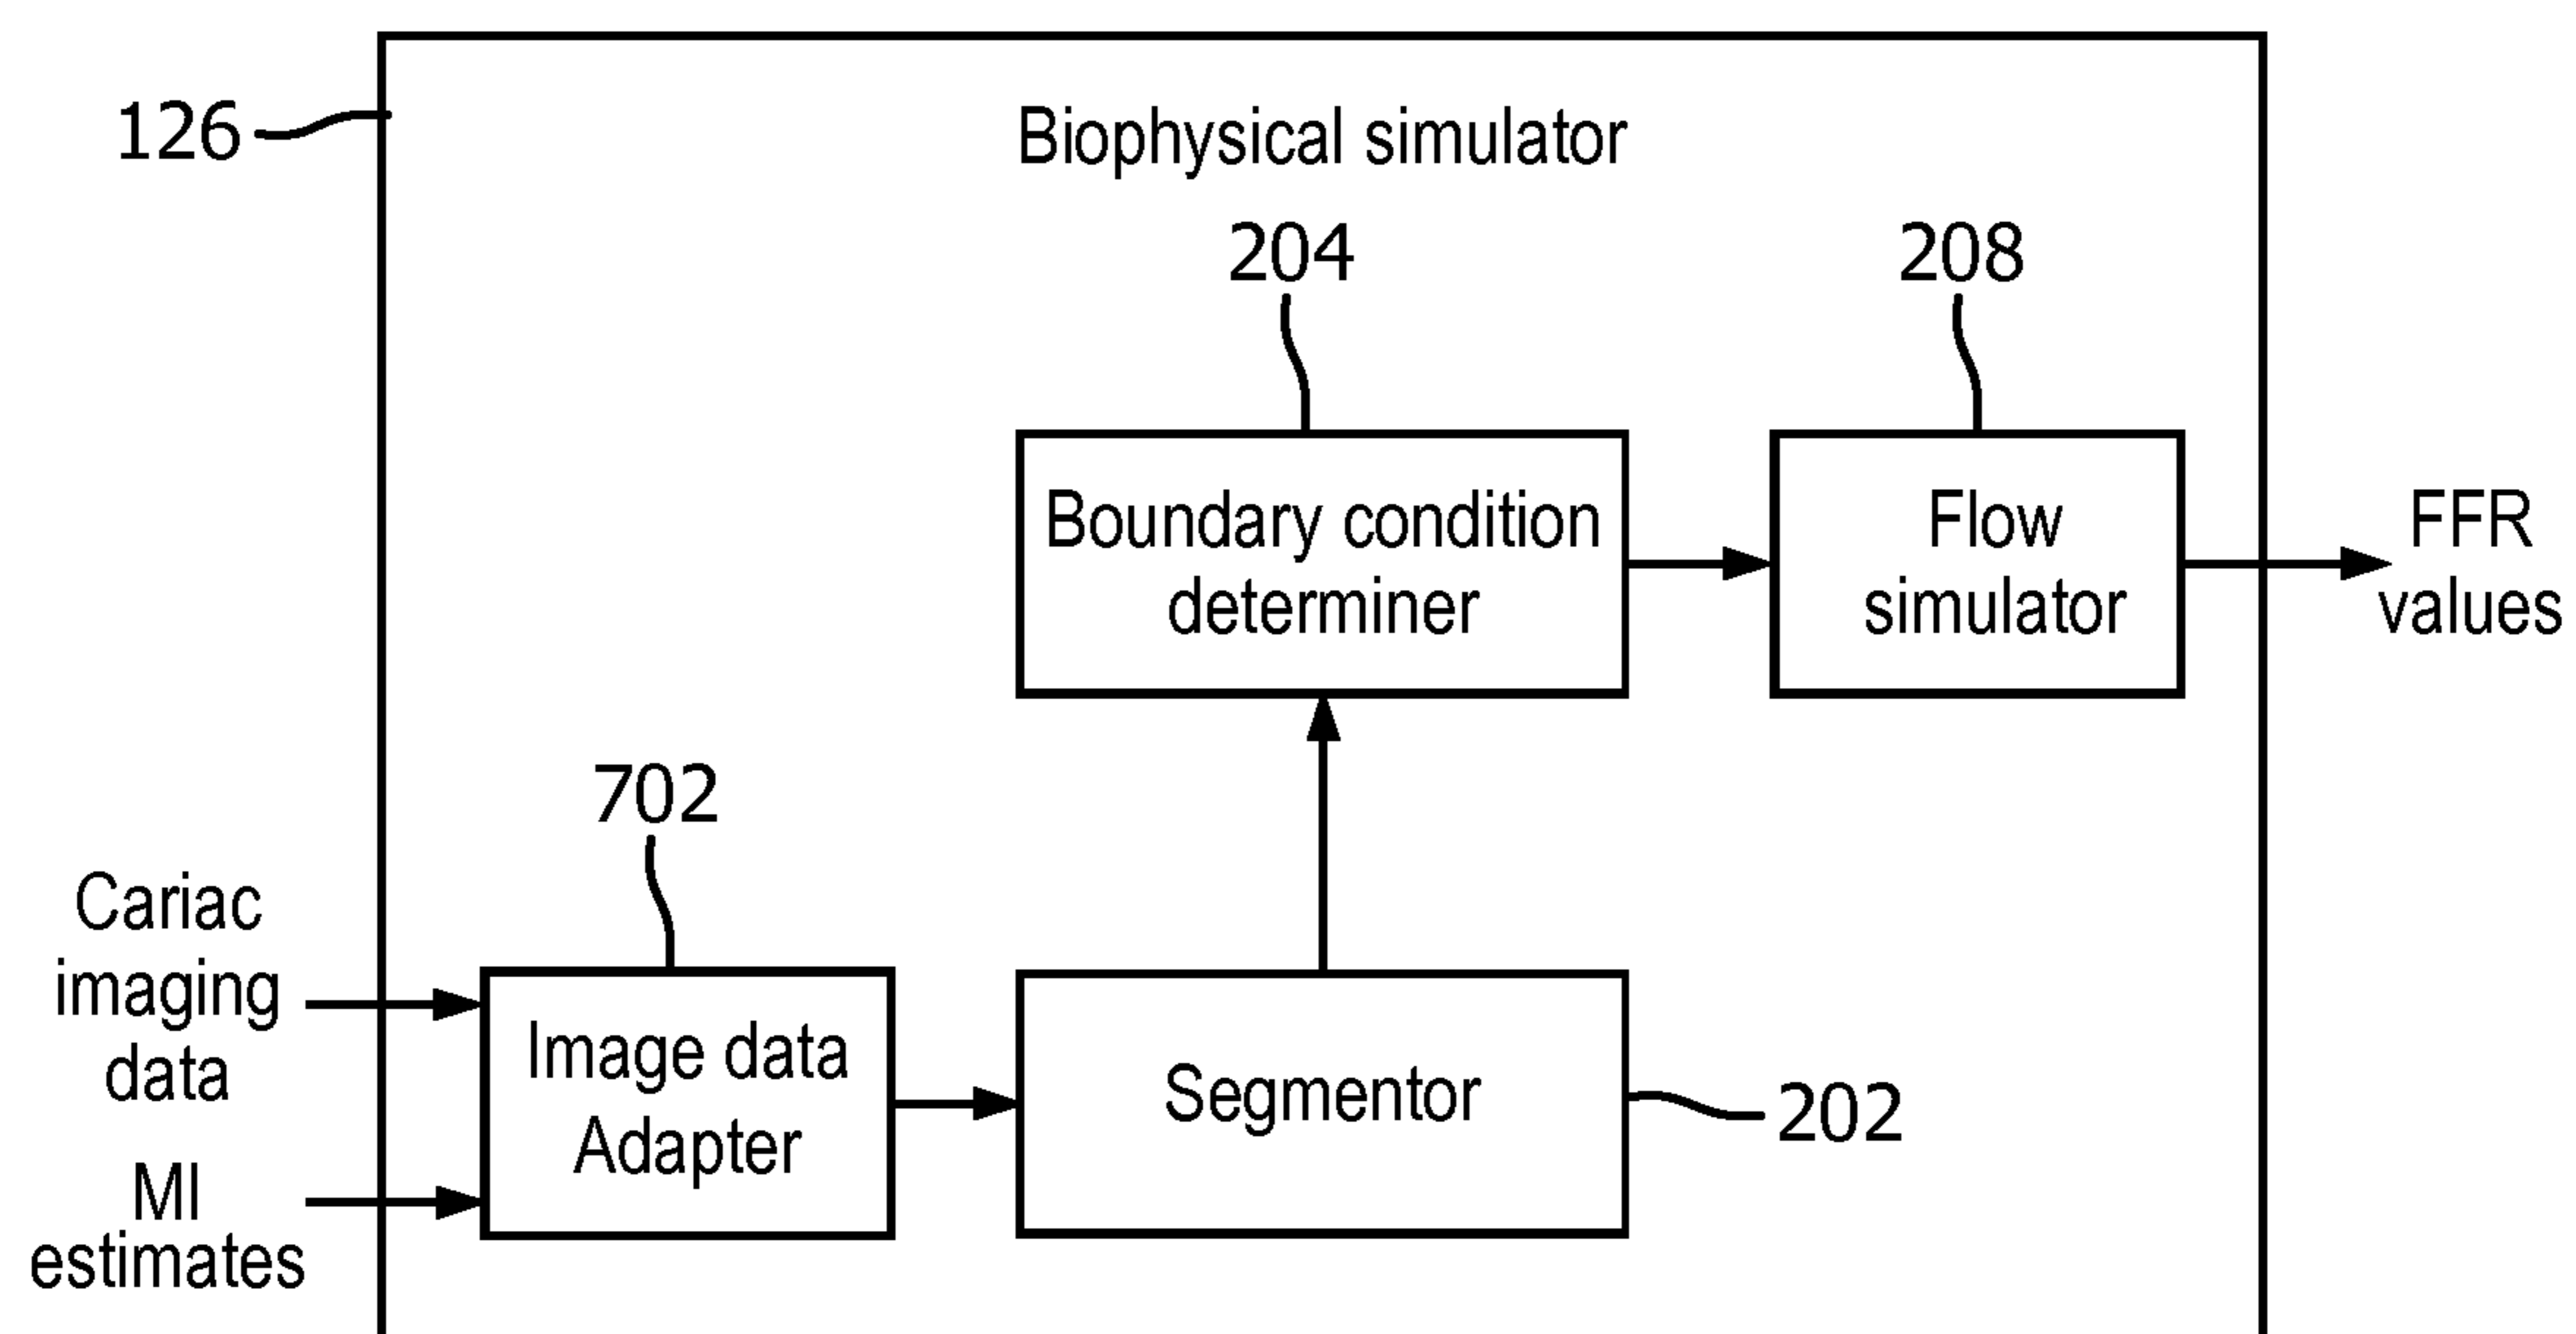 126
Biophysical simulator
204
208
Boundary condition
determiner
Flow
simulator
FFR
values
702
Cariac
imaging
data
MI
estimates
Image data
Adapter
Segmentor
202